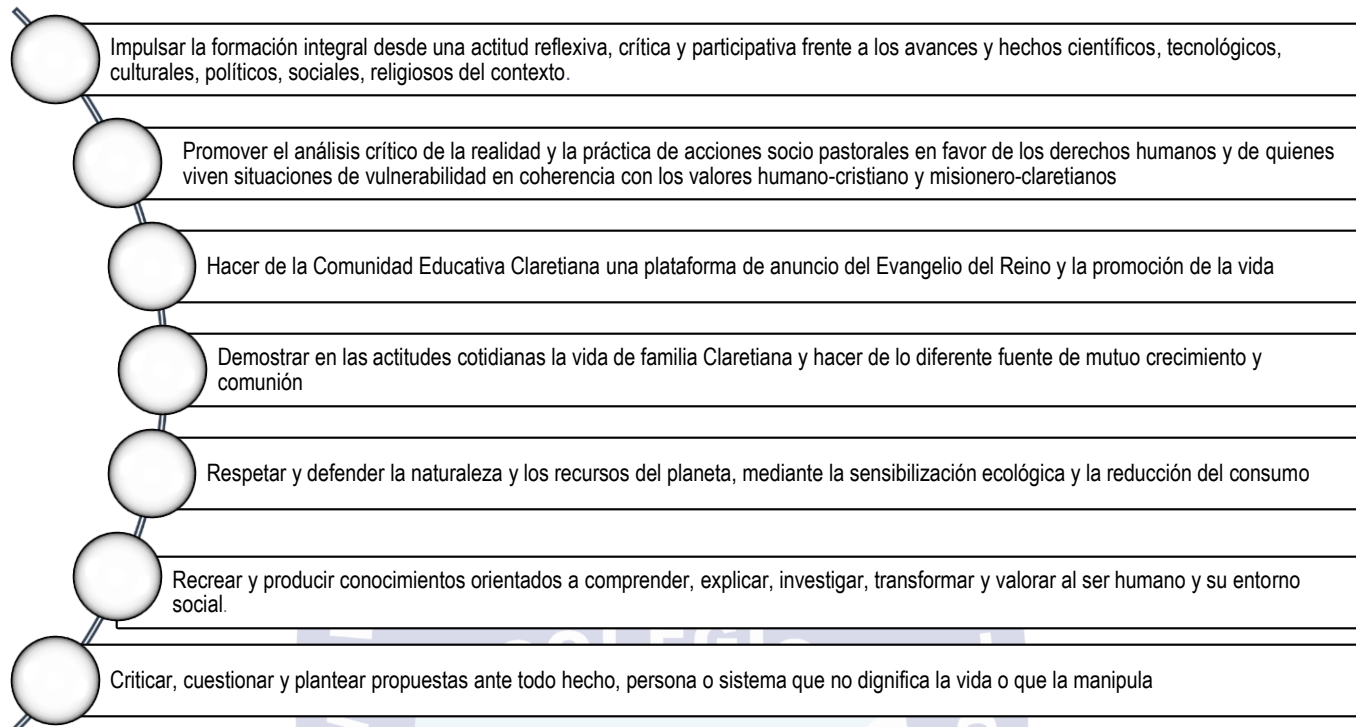 Impulsar la formación integral desde una actitud reflexiva, crítica y participativa frente a los avances y hechos científicos, tecnológicos,
culturales, políticos, sociales, religiosos del contexto.
Promover el análisis crítico de la realidad y la práctica de acciones socio pastorales en favor de los derechos humanos y de quienes
viven situaciones de vulnerabilidad en coherencia con los valores humano-cristiano y misionero-claretianos
Hacer de la Comunidad Educativa Claretiana una plataforma de anuncio del Evangelio del Reino y la promoción de la vida
Demostrar en las actitudes cotidianas la vida de familia Claretiana y hacer de lo diferente fuente de mutuo crecimiento y
comunión
Respetar y defender la naturaleza y los recursos del planeta, mediante la sensibilización ecológica y la reducción del consumo
Recrear y producir conocimientos orientados a comprender, explicar, investigar, transformar y valorar al ser humano y su entorno
social.
Criticar, cuestionar y plantear propuestas ante todo hecho, persona o sistema que no dignifica la vida o que la manipula